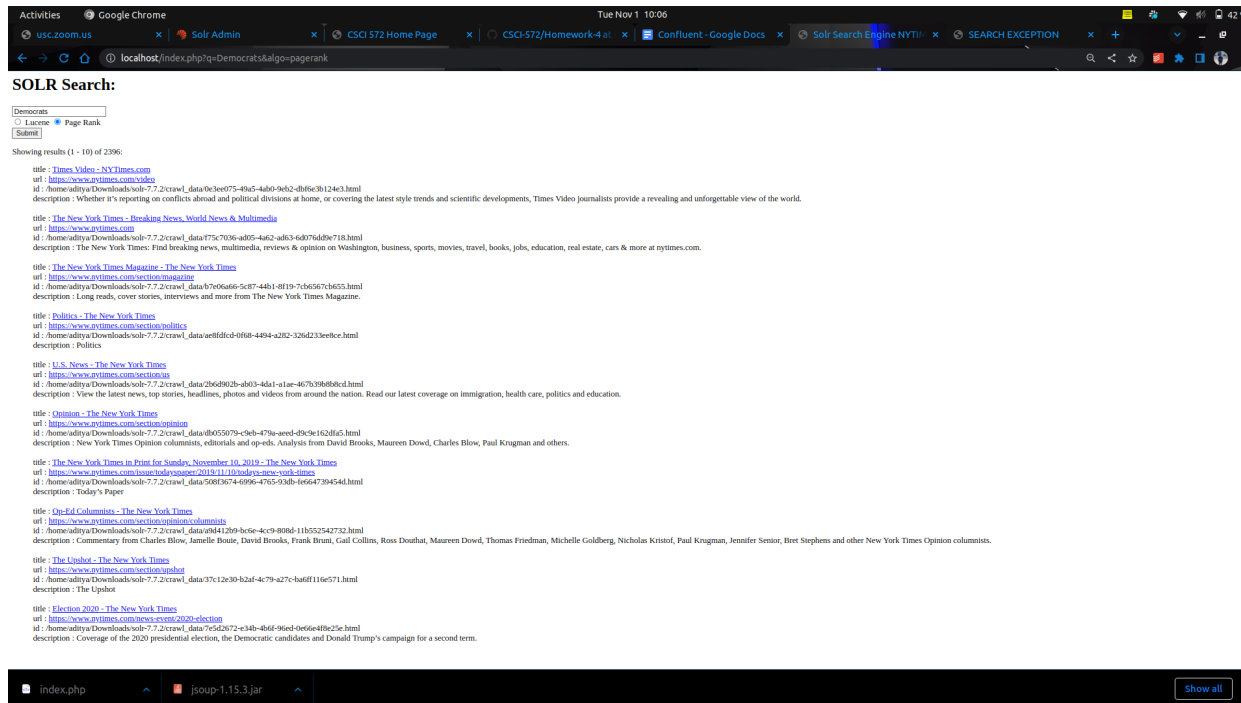 Activities Google Chrome Tue Nov 1 10:06 42
usc.zoom.us Solr Admin CSCI 572 Home Page CSCI-572/Homework-4 at Confluent - Google Docs Solr Search Engine NYTIM SEARCH EXCEPTION
localhost/index.php?q=Democrats&algo=pagerank
SOLR Search:
Democrats
Lucene Page Rank
Submit
Showing results (1 - 10) of 2396:
title : Times Video - NYTimes.com
url : https://www.nytimes.com/video
id : /home/aditya/Downloads/solr-7.7.2/crawl_data/0e3ee075-49a5-4ab0-9eb2-dbf6e3b124e3.html
description : Whether it's reporting on conflicts abroad and political divisions at home, or covering the latest style trends and scientific developments, Times Video journalists provide a revealing and unforgettable view of the world.
title : The New York Times - Breaking News, World News & Multimedia
url : https://www.nytimes.com
id : /home/aditya/Downloads/solr-7.7.2/crawl_data/f75c7036-ad05-4a62-ad63-6d076dd9e718.html
description : The New York Times: Find breaking news, multimedia, reviews & opinion on Washington, business, sports, movies, travel, books, jobs, education, real estate, cars & more at nytimes.com.
title : The New York Times Magazine - The New York Times
url : https://www.nytimes.com/section/magazine
id : /home/aditya/Downloads/solr-7.7.2/crawl_data/b7e06a66-5c87-44b1-8f19-7cb6567cb655.html
description : Long reads, cover stories, interviews and more from The New York Times Magazine.
title : Politics - The New York Times
url : https://www.nytimes.com/section/politics
id : /home/aditya/Downloads/solr-7.7.2/crawl_data/ae8fdfcd-0f68-4494-a282-326d233ee8ce.html
description : Politics
title : U.S. News - The New York Times
url : https://www.nytimes.com/section/us
id : /home/aditya/Downloads/solr-7.7.2/crawl_data/2b6d902b-ab03-4da1-a1ae-467b39b8b8cd.html
description : View the latest news, top stories, headlines, photos and videos from around the nation. Read our latest coverage on immigration, health care, politics and education.
title : Opinion - The New York Times
url : https://www.nytimes.com/section/opinion
id : /home/aditya/Downloads/solr-7.7.2/crawl_data/db055079-c9eb-479a-aeed-d9c9e162dfa5.html
description : New York Times Opinion columnists, editorials and op-eds. Analysis from David Brooks, Maureen Dowd, Charles Blow, Paul Krugman and others.
title : The New York Times in Print for Sunday, November 10, 2019 - The New York Times
url : https://www.nytimes.com/issue/todayspaper/2019/11/10/todays-new-york-times
id : /home/aditya/Downloads/solr-7.7.2/crawl_data/508f3674-6996-4765-93db-fe664739454d.html
description : Today's Paper
title : Op-Ed Columnists - The New York Times
url : https://www.nytimes.com/section/opinion/columnists
id : /home/aditya/Downloads/solr-7.7.2/crawl_data/a9d412b9-bc6e-4cc9-808d-11b552542732.html
description : Commentary from Charles Blow, Jamelle Bouie, David Brooks, Frank Bruni, Gail Collins, Ross Douthat, Maureen Dowd, Thomas Friedman, Michelle Goldberg, Nicholas Kristof, Paul Krugman, Jennifer Senior, Bret Stephens and other New York Times Opinion columnists.
title : The Upshot - The New York Times
url : https://www.nytimes.com/section/upshot
id : /home/aditya/Downloads/solr-7.7.2/crawl_data/37c12e30-b2af-4c79-a27c-ba6ff116e571.html
description : The Upshot
title : Election 2020 - The New York Times
url : https://www.nytimes.com/news-event/2020-election
id : /home/aditya/Downloads/solr-7.7.2/crawl_data/7e5d2672-e34b-4b6f-96ed-0e66e4f8e25e.html
description : Coverage of the 2020 presidential election, the Democratic candidates and Donald Trump's campaign for a second term.
index.php jsoup-1.15.3.jar Show all